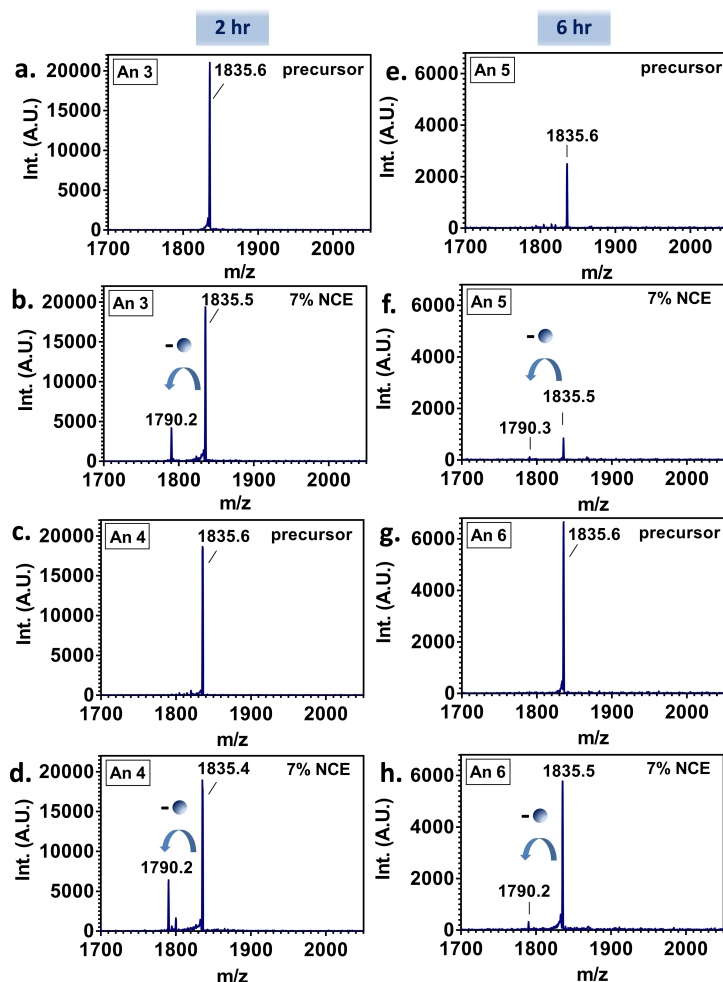 2 hr
6 hr
a.
An 3
1835.6
precursor
20000
15000
10000
5000
0
Int. (A.U.)
1700 1800 1900 2000
m/z
e.
An 5
precursor
1835.6
6000
4000
2000
0
Int. (A.U.)
1700 1800 1900 2000
m/z
b.
An 3
1835.5
7% NCE
-
1790.2
20000
15000
10000
5000
0
Int. (A.U.)
1700 1800 1900 2000
m/z
f.
An 5
7% NCE
-
1835.5
1790.3
6000
4000
2000
0
Int. (A.U.)
1700 1800 1900 2000
m/z
c.
An 4
1835.6
precursor
20000
15000
10000
5000
0
Int. (A.U.)
1700 1800 1900 2000
m/z
g.
An 6
precursor
1835.6
6000
4000
2000
0
Int. (A.U.)
1700 1800 1900 2000
m/z
d.
An 4
1835.4
7% NCE
-
1790.2
20000
15000
10000
5000
0
Int. (A.U.)
1700 1800 1900 2000
m/z
h.
An 6
1835.5
7% NCE
-
1790.2
6000
4000
2000
0
Int. (A.U.)
1700 1800 1900 2000
m/z